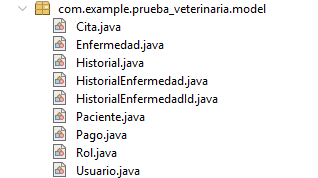 com.example.prueba_veterinaria.model
Cita.java
Enfermedad.java
Historial.java
HistorialEnfermedad.java
HistorialEnfermedadId.java
Paciente.java
Pago.java
Rol.java
Usuario.java